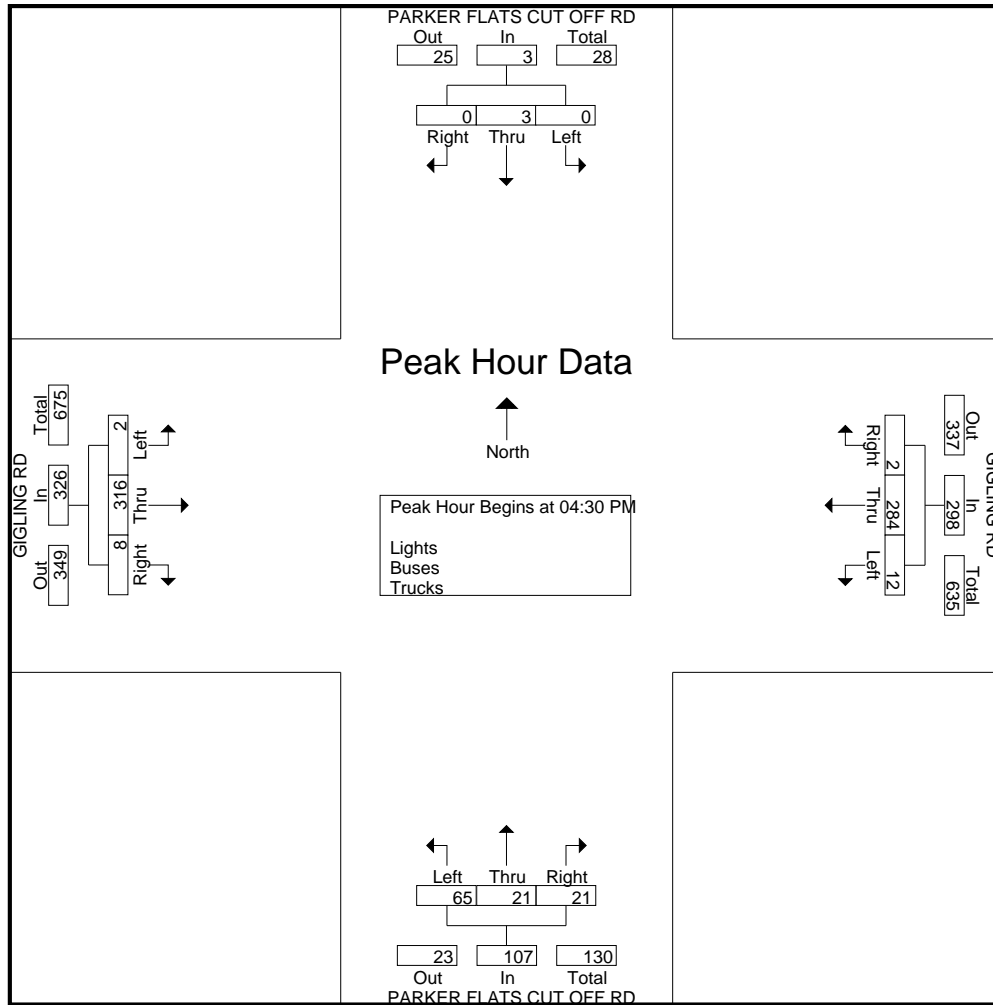 PARKER FLATS CUT OFF RD
Out In Total
25 3 28
0 3 0
Right Thru Left
Peak Hour Data
North
Peak Hour Begins at 04:30 PM
Lights
Buses
Trucks
GIGLING RD
Out In Total
349 326 675
8 316 2
Right Thru Left
GIGLING RD
Out In Total
337 298 635
2 284 12
Right Thru Left
Left Thru Right
65 21 21
23 107 130
Out In Total
PARKER FLATS CUT OFF RD